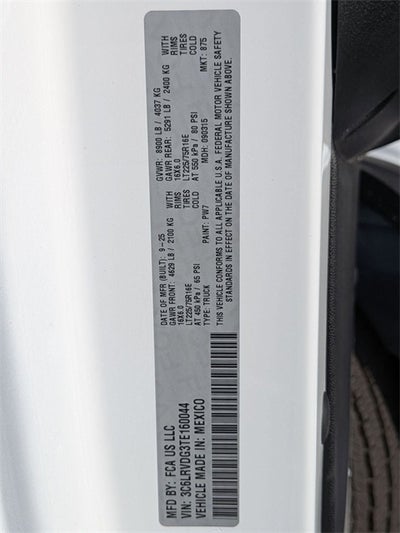 MFD BY: FCA US LLC
VIN: 3C6LRVDG3TE160044
VEHICLE MADE IN: MEXICO
DATE OF MFR (BUILT): 9-25
GVWR: 8900 LB / 4037 KG
GAWR FRONT: 4629 LB / 2100 KG WITH
GAWR REAR: 5291 LB / 2400 KG WITH
16X6.0 RIMS
16X6.0 RIMS
LT225/75R16E TIRES
LT225/75R16E TIRES
AT 450 kPa / 65 PSI COLD
AT 550 kPa / 80 PSI COLD
TYPE: TRUCK PAINT: PW7 MDH: 090315 MKT: 875
THIS VEHICLE CONFORMS TO ALL APPLICABLE U.S.A. FEDERAL MOTOR VEHICLE SAFETY
STANDARDS IN EFFECT ON THE DATE OF MANUFACTURE SHOWN ABOVE.